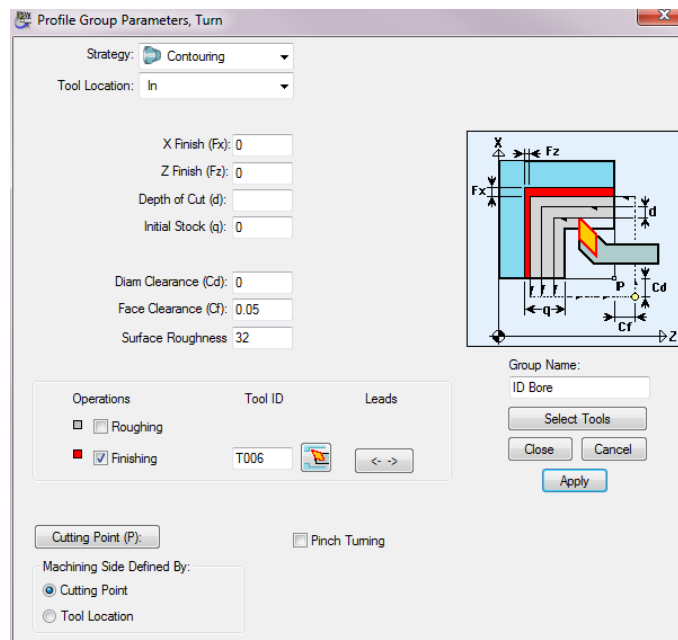 Profile Group Parameters, Turn
Strategy: Contouring
Tool Location: In
X Finish (Fx): 0
Z Finish (Fz): 0
Depth of Cut (d):
Initial Stock (q): 0
Diam Clearance (Cd): 0
Face Clearance (Cf): 0.05
Surface Roughness 32
X
Fz
Fx
d
P
Cd
q
Cf
Z
Group Name:
ID Bore
Select Tools
Close Cancel
Apply
Operations Tool ID Leads
Roughing
Finishing T006 <- ->
Cutting Point (P):
Pinch Turning
Machining Side Defined By:
Cutting Point
Tool Location